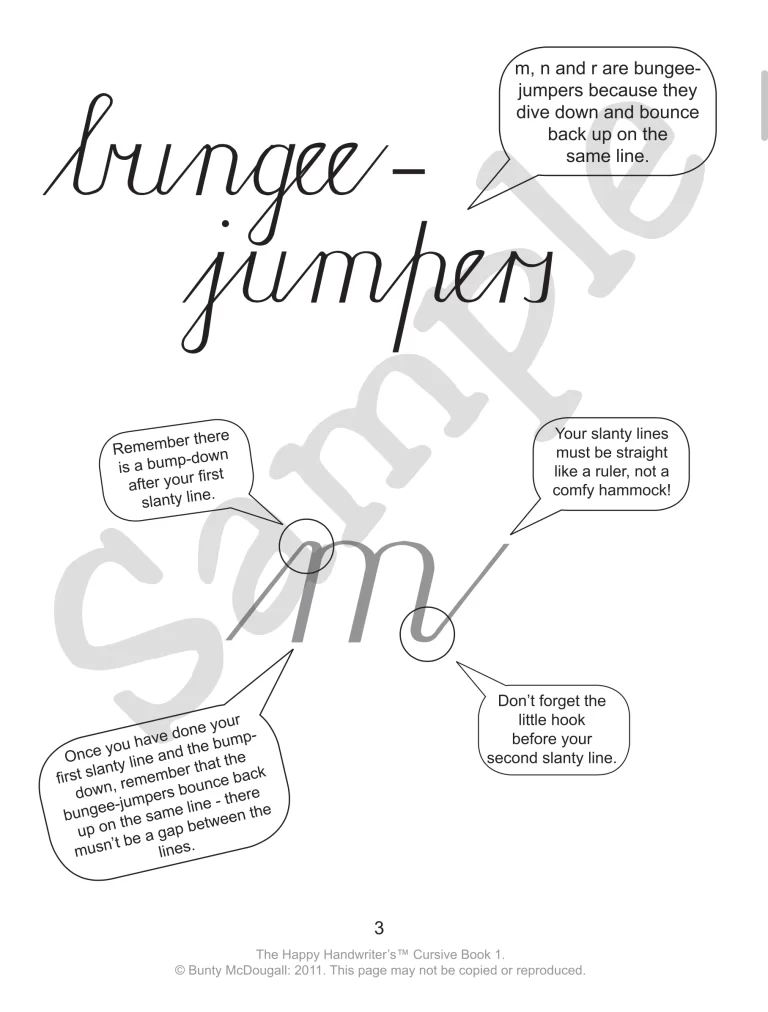 m, n and r are bungee-
jumpers because they
dive down and bounce
back up on the
same line.
bungee-
jumpers
Remember there
is a bump-down
after your first
slanty line.
Your slanty lines
must be straight
like a ruler, not a
comfy hammock!
m
Don't forget the
little hook
before your
second slanty line.
Once you have done your
first slanty line and the bump-
down, remember that the
bungee-jumpers bounce back
up on the same line - there
musn't be a gap between the
lines.
Sample
3
The Happy Handwriter's™ Cursive Book 1.
© Bunty McDougall: 2011. This page may not be copied or reproduced.